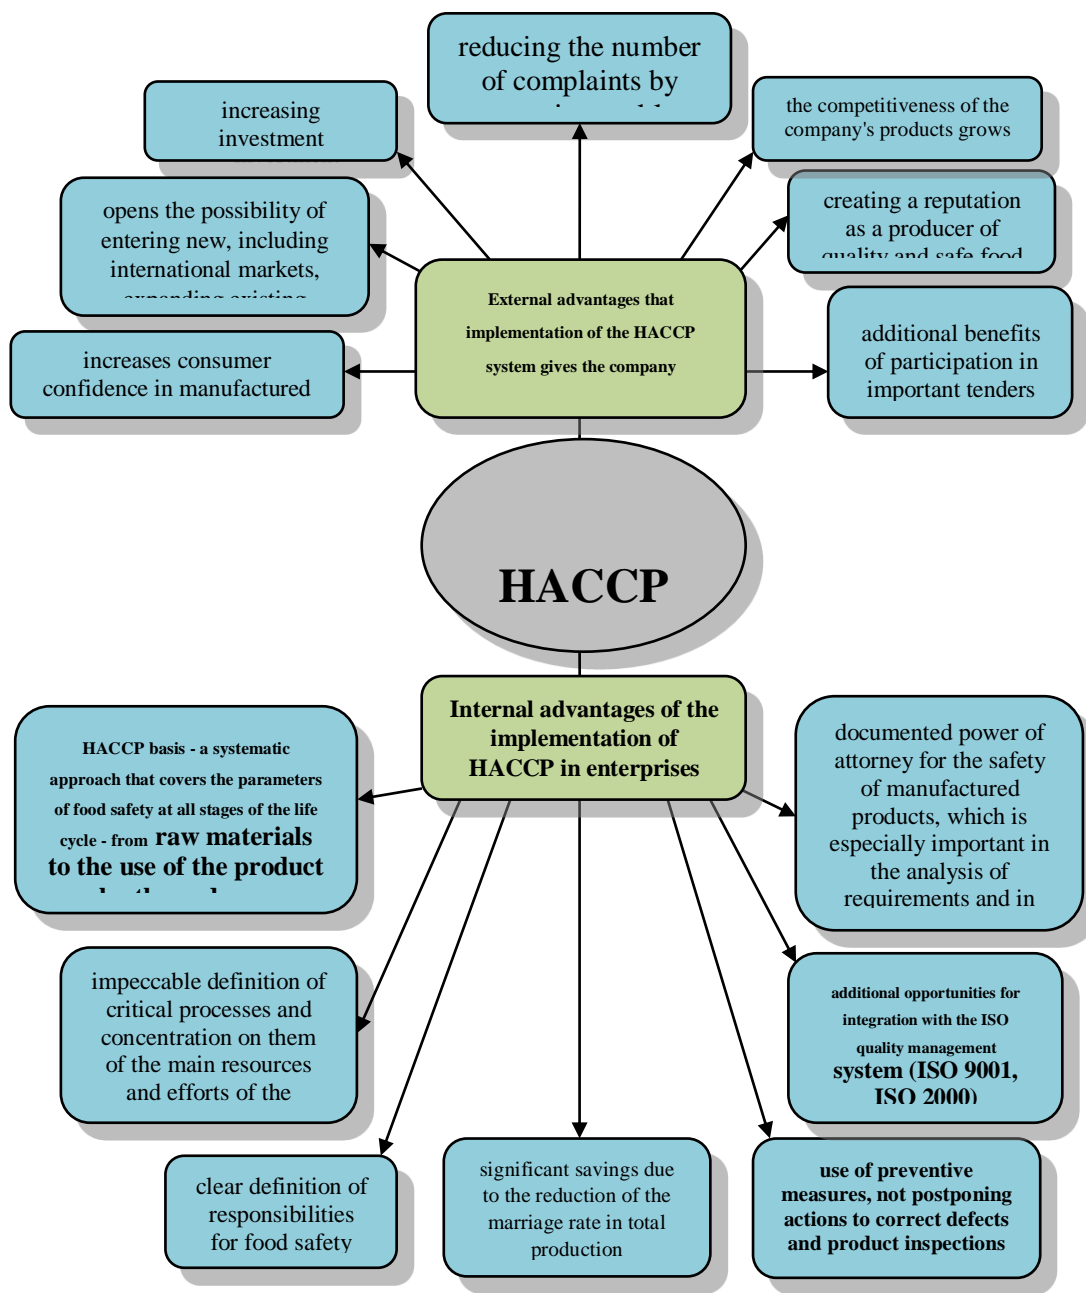 reducing the number
of complaints by
increasing
investment
the competitiveness of the
company's products grows
opens the possibility of
entering new, including
international markets,
expanding existing
creating a reputation
as a producer of
quality and safe food
External advantages that
implementation of the HACCP
system gives the company
increases consumer
confidence in manufactured
additional benefits
of participation in
important tenders
HACCP
Internal advantages of the
implementation of
HACCP in enterprises
HACCP basis - a systematic
approach that covers the parameters
of food safety at all stages of the life
cycle - from raw materials
to the use of the product
documented power of
attorney for the safety
of manufactured
products, which is
especially important in
the analysis of
requirements and in
impeccable definition of
critical processes and
concentration on them
of the main resources
and efforts of the
additional opportunities for
integration with the ISO
quality management
system (ISO 9001,
ISO 2000)
clear definition of
responsibilities
for food safety
significant savings due
to the reduction of the
marriage rate in total
production
use of preventive
measures, not postponing
actions to correct defects
and product inspections